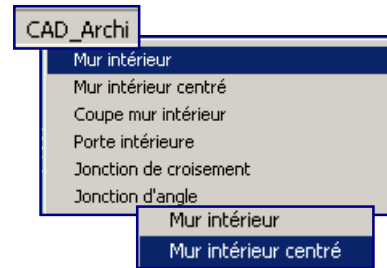 CAD_Archi
Mur intérieur
Mur intérieur centré
Coupe mur intérieur
Porte intérieure
Jonction de croisement
Jonction d'angle
Mur intérieur
Mur intérieur centré